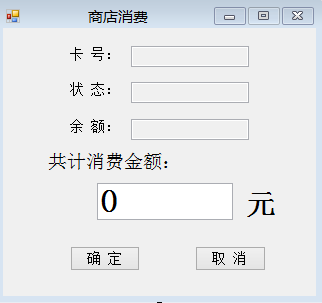 商店消费
卡 号：
状 态：
余 额：
共计消费金额：
0 元
确 定 取 消